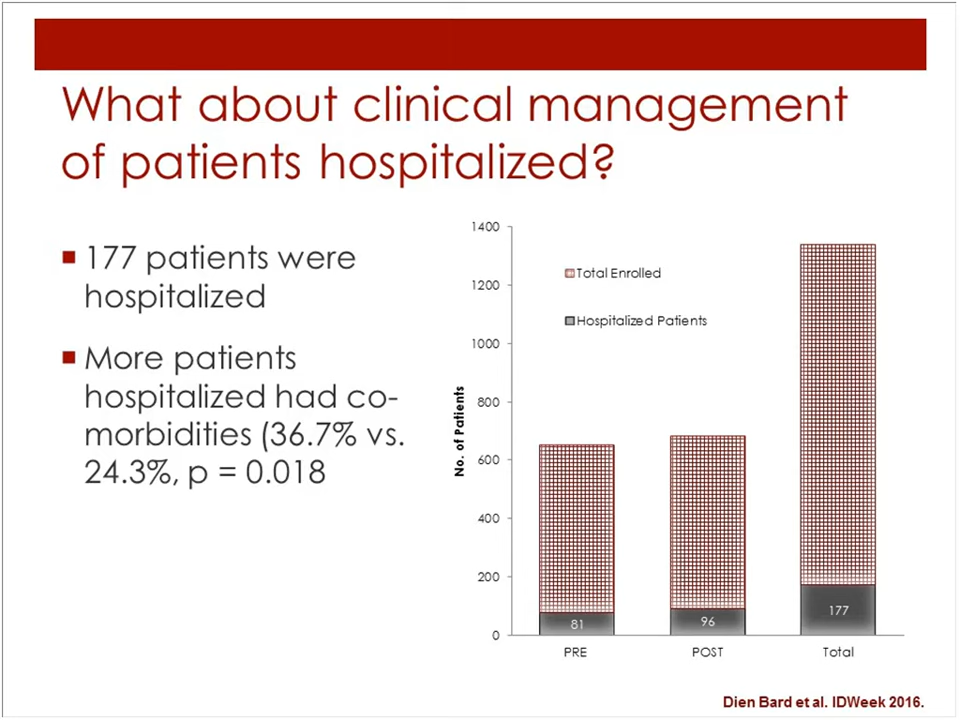 What about clinical management
of patients hospitalized?
177 patients were
hospitalized
More patients
hospitalized had co-
morbidities (36.7% vs.
24.3%, p = 0.018
1400
1200
1000
800
600
400
200
0
No. of Patients
Total Enrolled
Hospitalized Patients
81
96
177
PRE
POST
Total
Dien Bard et al. IDWeek 2016.